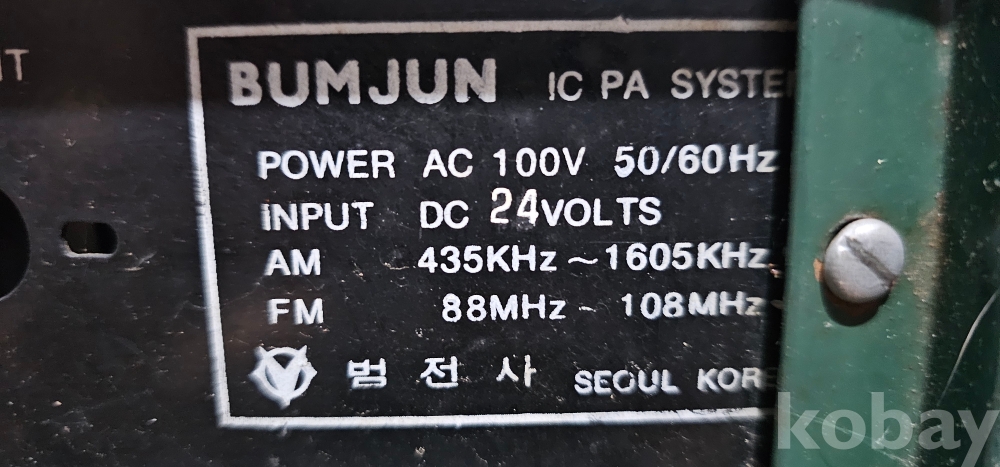 BUMJUN IC PA SYSTE
POWER AC 100V 50/60Hz
INPUT DC 24VOLTS
AM 435KHz ~ 1605KHz
FM 88MHz ~ 108MHz
범전사 SEOUL KOR
kobay